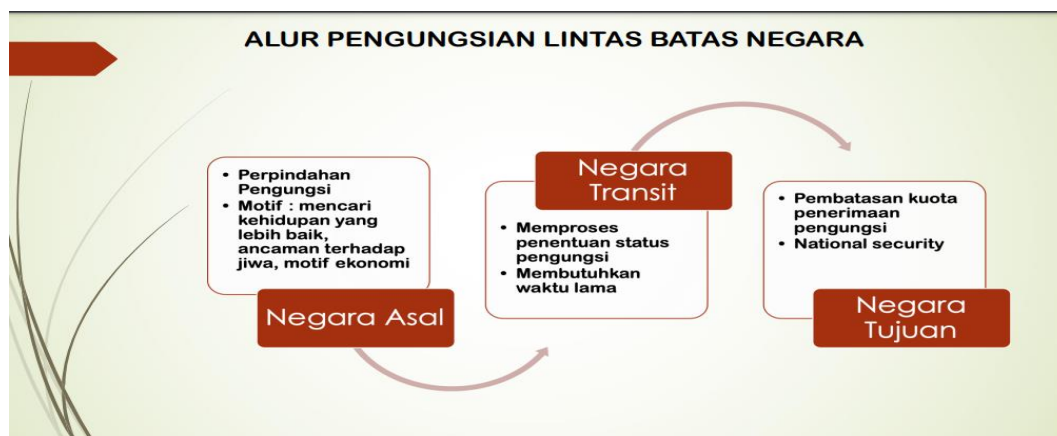 ALUR PENGUNGSIAN LINTAS BATAS NEGARA
• Perpindahan
Pengungsi
• Motif : mencari
kehidupan yang
lebih baik,
ancaman terhadap
jiwa, motif ekonomi
Negara Asal
Negara
Transit
• Memproses
penentuan status
pengungsi
• Membutuhkan
waktu lama
• Pembatasan kuota
penerimaan
pengungsi
• National security
Negara
Tujuan